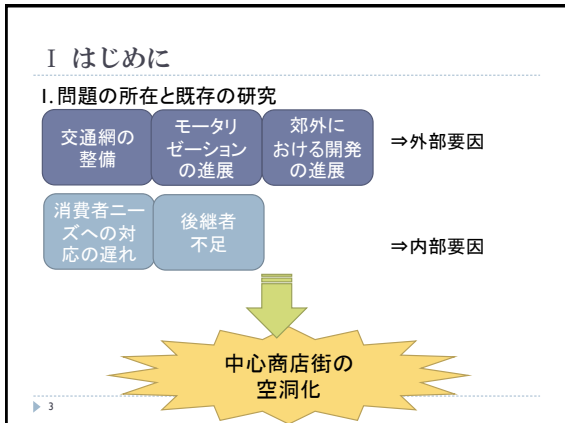 Ⅰ はじめに
1.問題の所在と既存の研究
交通網の
整備
モータリ
ゼーション
の進展
郊外に
おける開発
の進展
⇒外部要因
消費者ニー
ズへの対
応の遅れ
後継者
不足
⇒内部要因
中心商店街の
空洞化
3